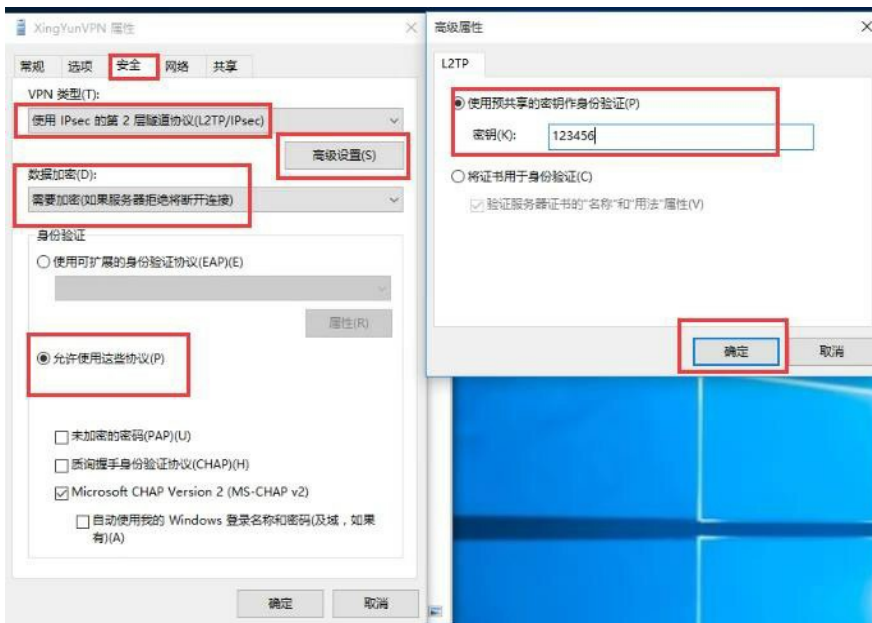 XingYunVPN 属性
常规 选项 安全 网络 共享
VPN 类型(T):
使用 IPsec 的第 2 层隧道协议(L2TP/IPsec)
高级设置(S)
数据加密(D):
需要加密(如果服务器拒绝将断开连接)
身份验证
使用可扩展的身份验证协议(EAP)(E)
属性(R)
允许使用这些协议(P)
未加密的密码(PAP)(U)
质询握手身份验证协议(CHAP)(H)
Microsoft CHAP Version 2 (MS-CHAP v2)
自动使用我的 Windows 登录名称和密码(及域，如果
有)(A)
确定 取消
高级属性
L2TP
使用预共享的密钥作身份验证(P)
密钥(K): 123456
将证书用于身份验证(C)
验证服务器证书的"名称"和"用法"属性(V)
确定 取消